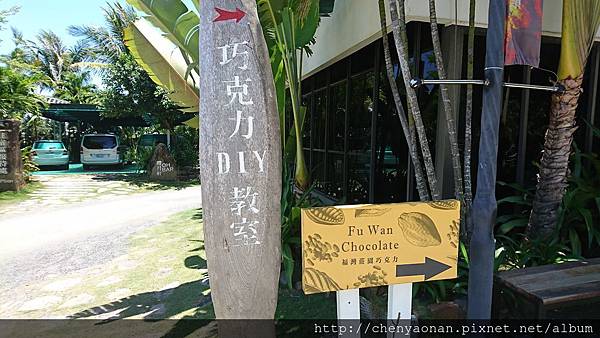 巧克力
DIY
教室
Fu Wan
Chocolate
福灣莊園巧克力
http://chenyaonan.pixnet.net/album